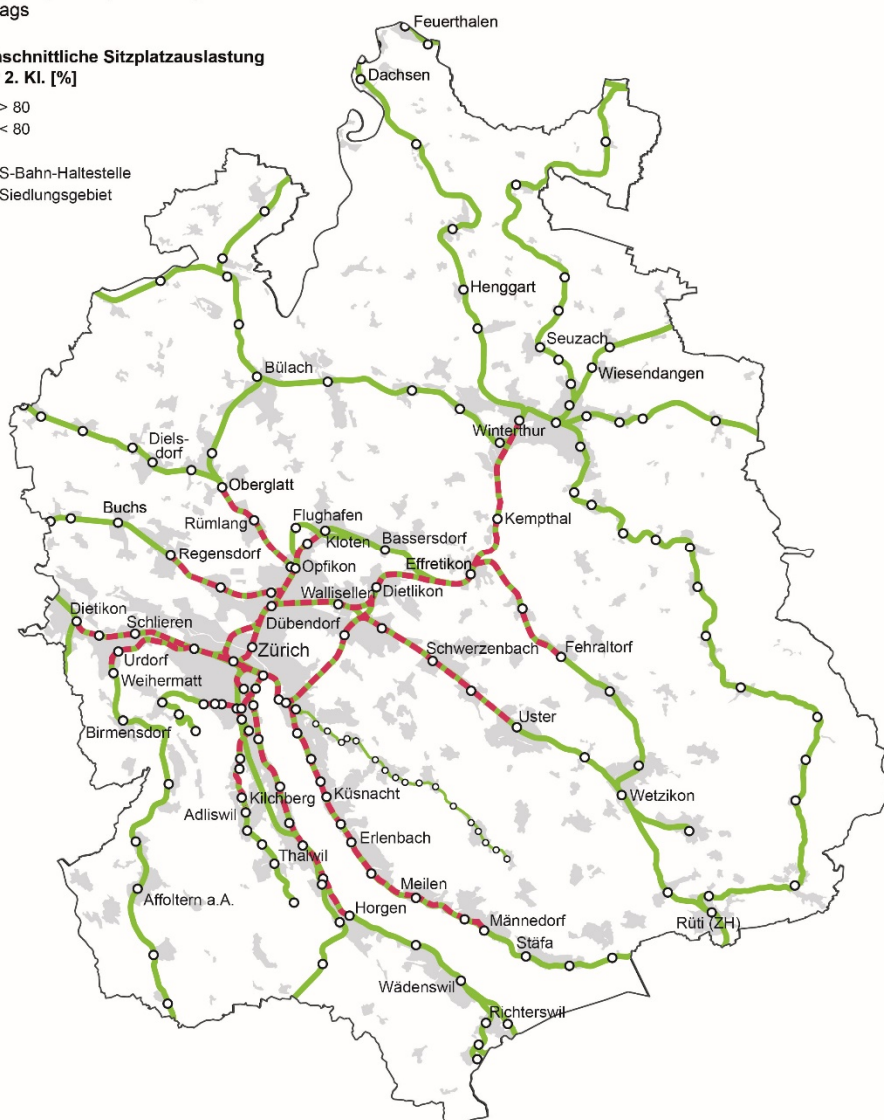 ags
nschnittliche Sitzplatzauslastung
2. Kl. [%]
> 80
< 80
S-Bahn-Haltestelle
Siedlungsgebiet
Feuerthalen
Dachsen
Henggart
Seuzach
Wiesendangen
Bülach
Winterthur
Diels-
dorf
Oberglatt
Buchs
Rümlang
Flughafen
Kempthal
Kloten
Bassersdorf
Regensdorf
Opfikon
Effretikon
Wallisellen
Dietlikon
Dietikon
Schlieren
Dübendorf
Zürich
Schwerzenbach
Fehraltorf
Urdorf
Weihermatt
Uster
Birmensdorf
Küsnacht
Wetzikon
Kilchberg
Adliswil
Erlenbach
Thalwil
Meilen
Affoltern a.A.
Horgen
Männedorf
Rüti (ZH)
Stäfa
Wädenswil
Richterswil